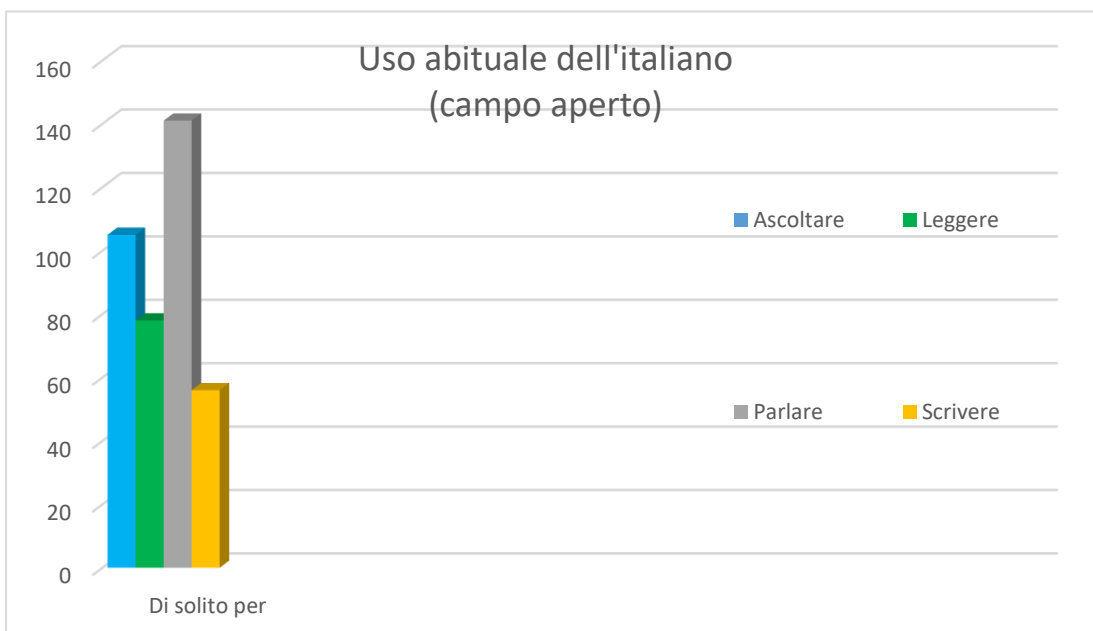 Uso abituale dell'italiano
(campo aperto)
160
140
120
100
80
60
40
20
0
Ascoltare
Leggere
Parlare
Scrivere
Di solito per